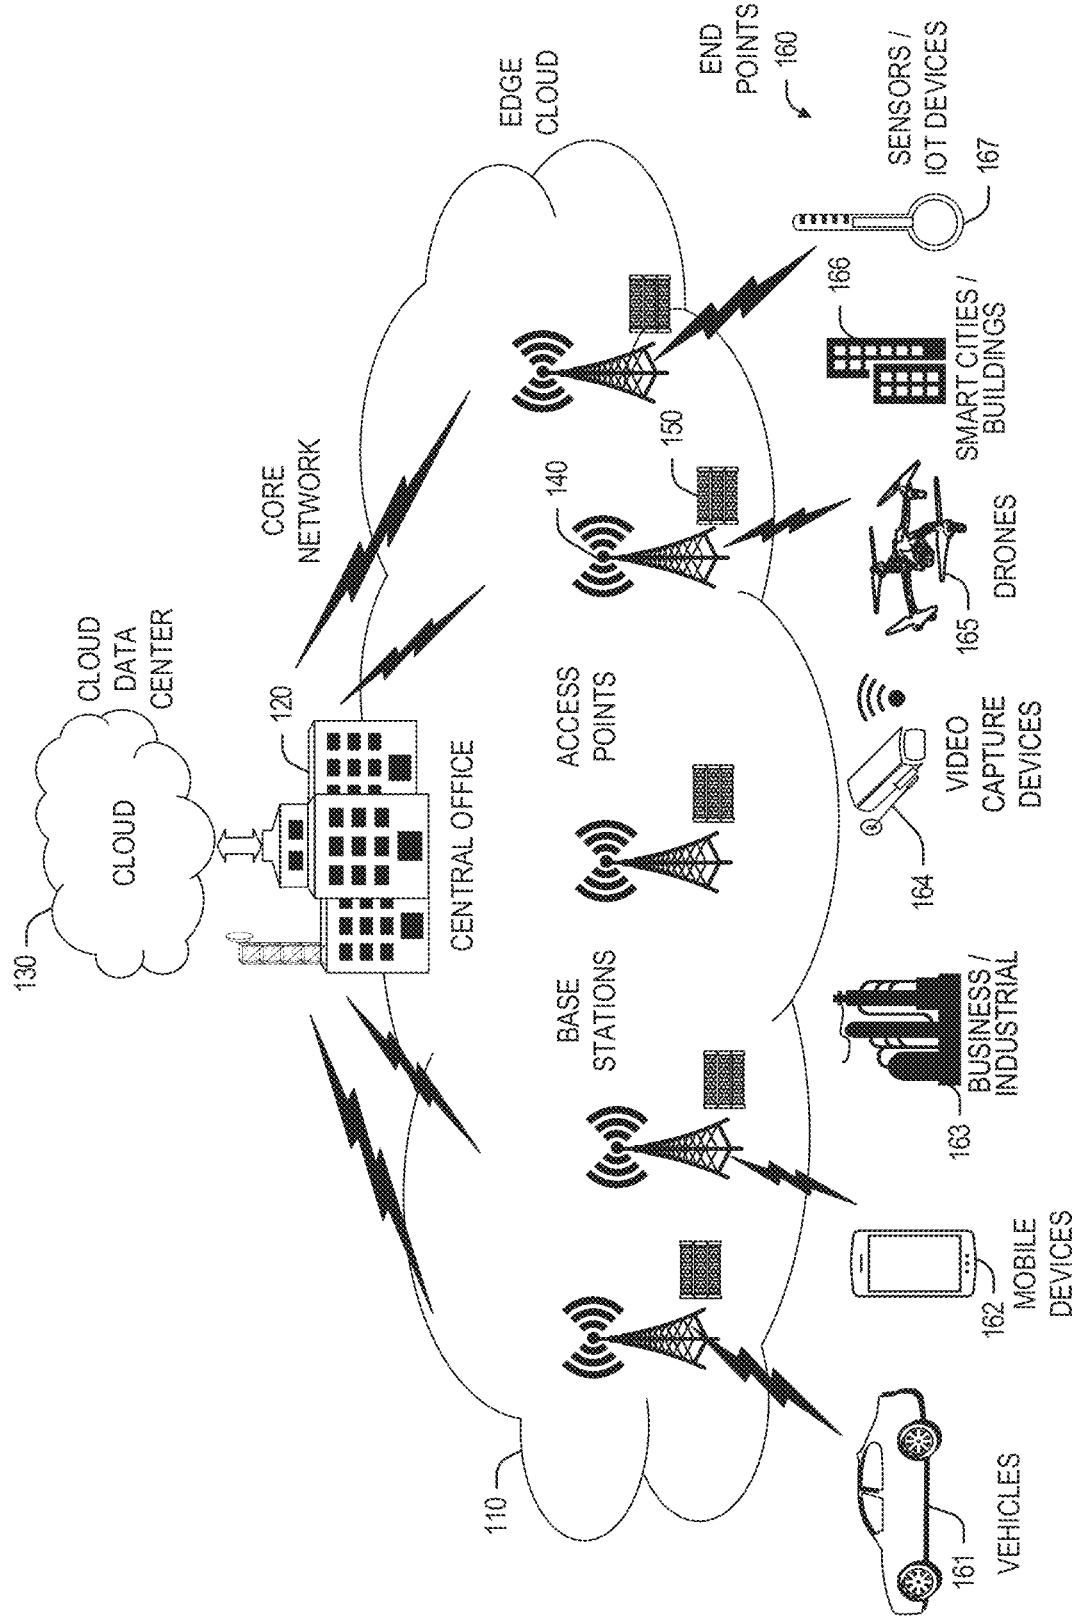 130
CLOUD
CLOUD
DATA
CENTER
120
CORE
NETWORK
CENTRAL OFFICE
EDGE
CLOUD
110
BASE
STATIONS
ACCESS
POINTS
140
150
END
POINTS
160
161
VEHICLES
162
MOBILE
DEVICES
163
BUSINESS /
INDUSTRIAL
164
VIDEO
CAPTURE
DEVICES
165
DRONES
166
SMART CITIES /
BUILDINGS
SENSORS /
IOT DEVICES
167